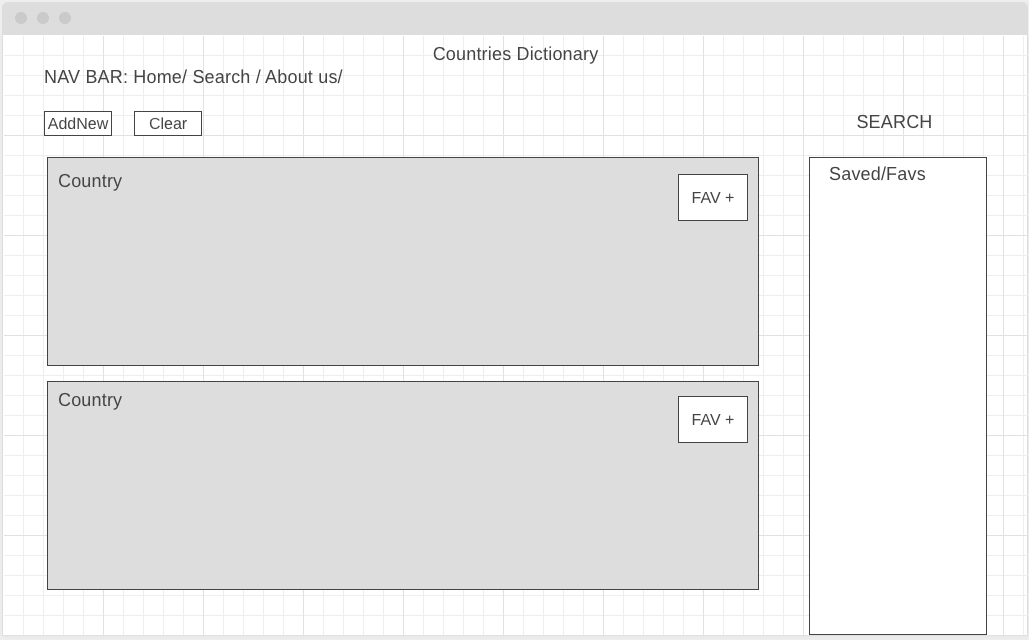 Countries Dictionary
NAV BAR: Home/ Search / About us/
AddNew
Clear
SEARCH
Country
FAV +
Saved/Favs
Country
FAV +